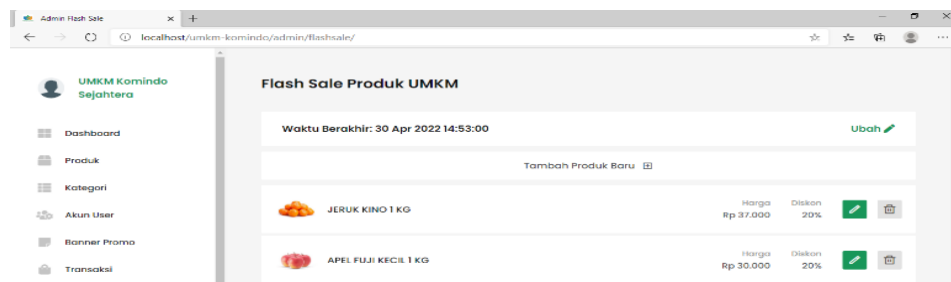 Admin Flash Sale
localhost/umkm-komindo/admin/flashsale/
UMKM Komindo
Sejahtera
Dashboard
Produk
Kategori
Akun User
Banner Promo
Transaksi
Flash Sale Produk UMKM
Waktu Berakhir: 30 Apr 2022 14:53:00
Ubah
Tambah Produk Baru
JERUK KINO 1 KG
Harga
Rp 37.000
Diskon
20%
APEL FUJI KECIL 1 KG
Harga
Rp 30.000
Diskon
20%